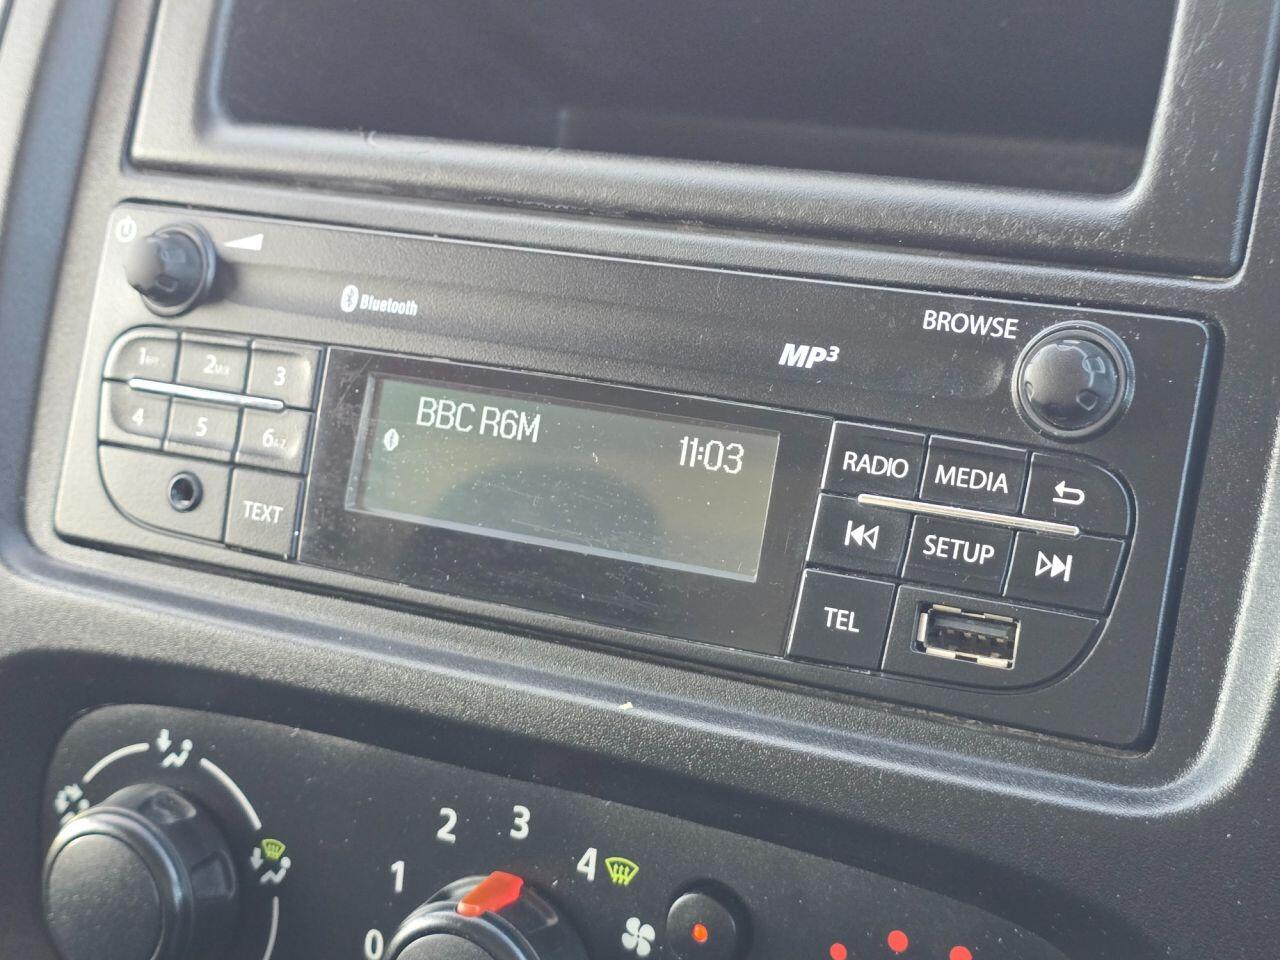 Bluetooth
BROWSE
MP3
1
2
3
4
5
6
TEXT
BBC R6M
11:03
RADIO
MEDIA
SETUP
TEL
0
1
2
3
4